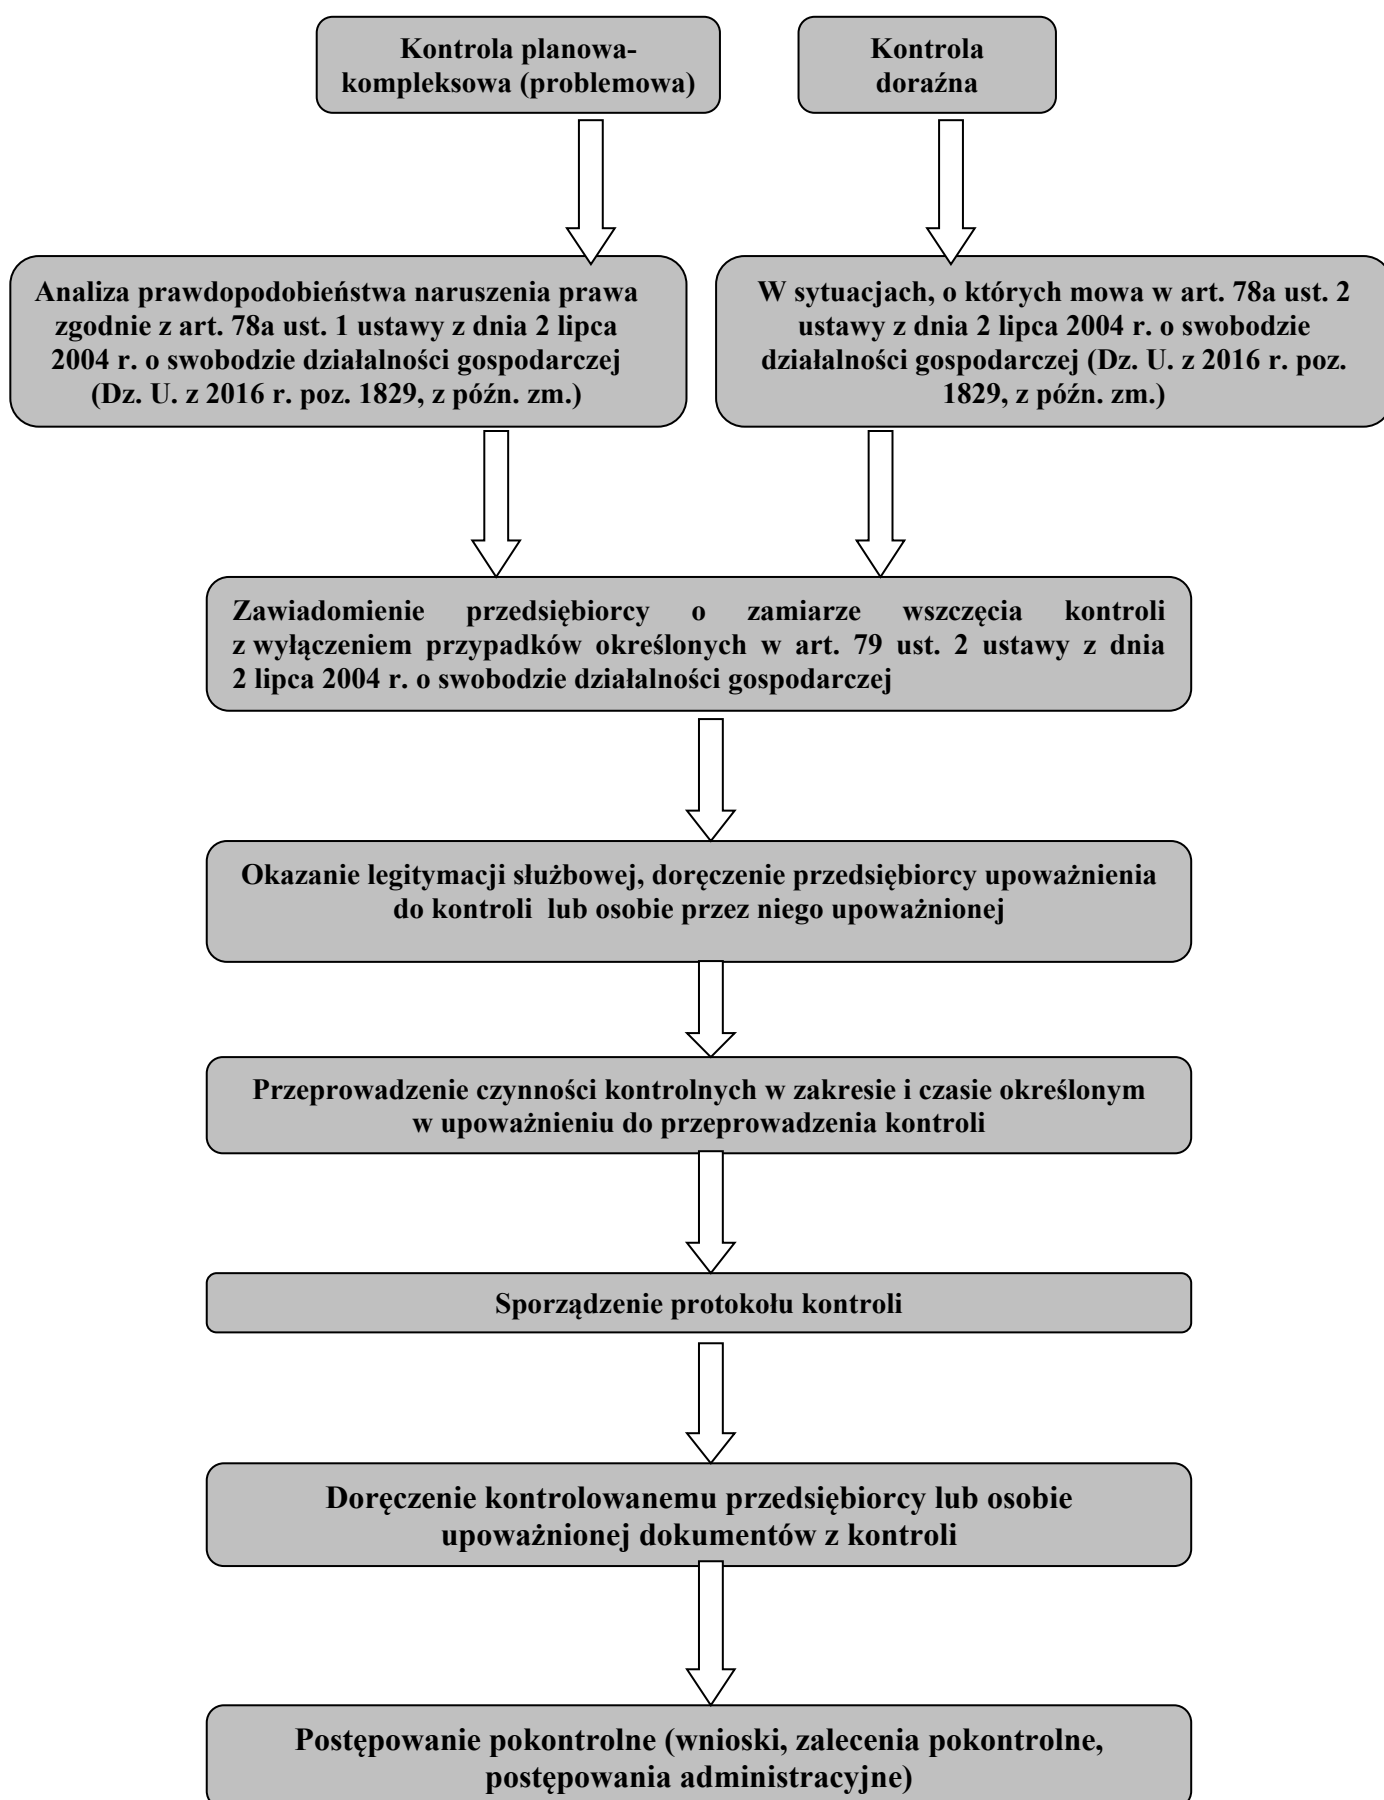 Kontrola planowa-
kompleksowa (problemowa)
Kontrola
doraźna
Analiza prawdopodobieństwa naruszenia prawa
zgodnie z art. 78a ust. 1 ustawy z dnia 2 lipca
2004 r. o swobodzie działalności gospodarczej
(Dz. U. z 2016 r. poz. 1829, z późn. zm.)
W sytuacjach, o których mowa w art. 78a ust. 2
ustawy z dnia 2 lipca 2004 r. o swobodzie
działalności gospodarczej (Dz. U. z 2016 r. poz.
1829, z późn. zm.)
Zawiadomienie przedsiębiorcy o zamiarze wszczęcia kontroli
z wyłączeniem przypadków określonych w art. 79 ust. 2 ustawy z dnia
2 lipca 2004 r. o swobodzie działalności gospodarczej
Okazanie legitymacji służbowej, doręczenie przedsiębiorcy upoważnienia
do kontroli lub osobie przez niego upoważnionej
Przeprowadzenie czynności kontrolnych w zakresie i czasie określonym
w upoważnieniu do przeprowadzenia kontroli
Sporządzenie protokołu kontroli
Doręczenie kontrolowanemu przedsiębiorcy lub osobie
upoważnionej dokumentów z kontroli
Postępowanie pokontrolne (wnioski, zalecenia pokontrolne,
postępowania administracyjne)